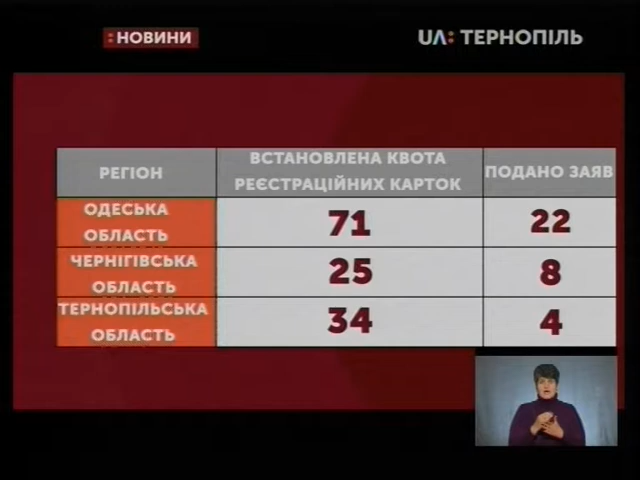 :НОВИНИ
UA: ТЕРНОПІЛЬ
РЕГІОН
ВСТАНОВЛЕНА КВОТА
РЕЄСТРАЦІЙНИХ КАРТОК
ПОДАНО ЗАЯВ
ОДЕСЬКА
ОБЛАСТЬ
71
22
ЧЕРНІГІВСЬКА
ОБЛАСТЬ
25
8
ТЕРНОПІЛЬСЬКА
ОБЛАСТЬ
34
4